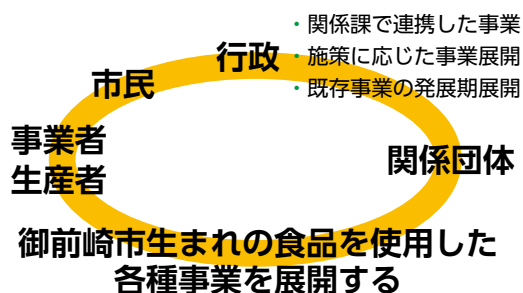 ・関係課で連携した事業
行政
・施策に応じた事業展開
市民
・既存事業の発展期展開
事業者
生産者
関係団体
御前崎市生まれの食品を使用した
各種事業を展開する